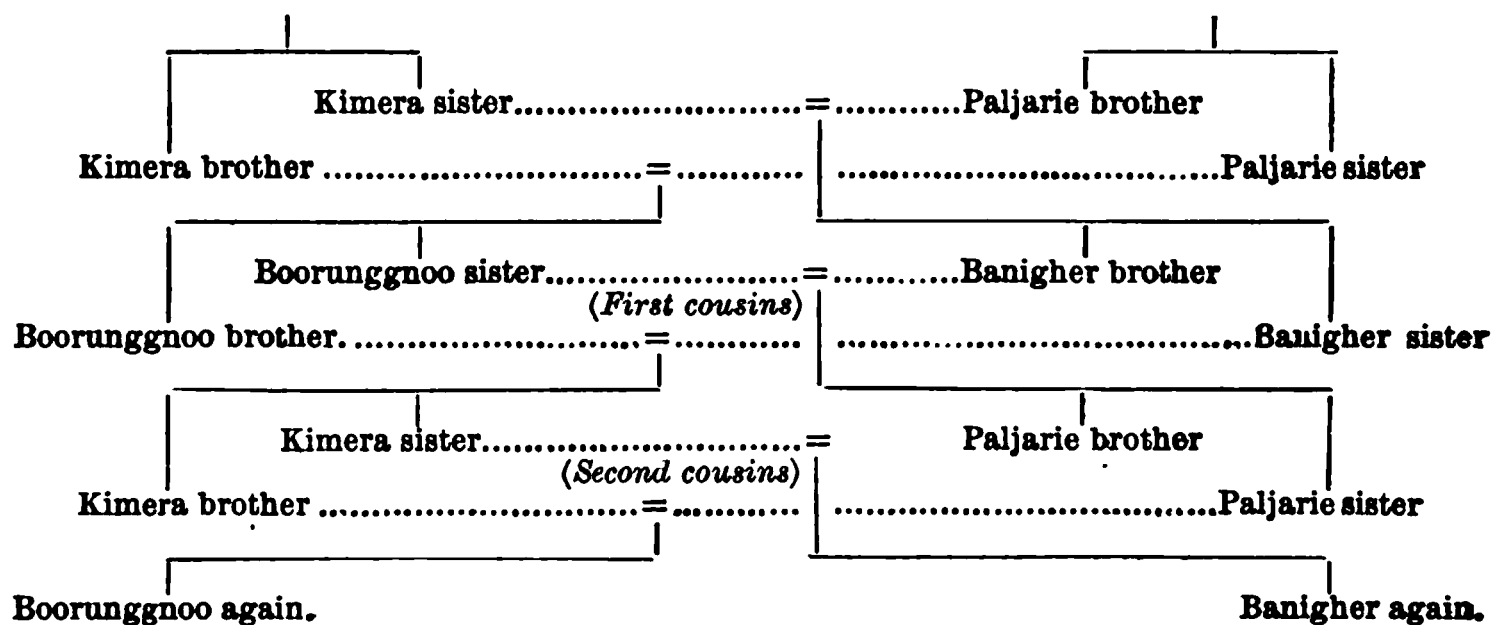 Kimera sister..........................=............Paljarie brother
Kimera brother ..........................=............ ..................................Paljarie sister
Boorunggnoo sister........................=............Banigher brother
(First cousins)
Boorunggnoo brother. ........................=............ ...................................Banigher sister
Kimera sister..............................= Paljarie brother
(Second cousins)
Kimera brother ..........................=............ ..................................Paljarie sister
Boorunggnoo again. Banigher again.